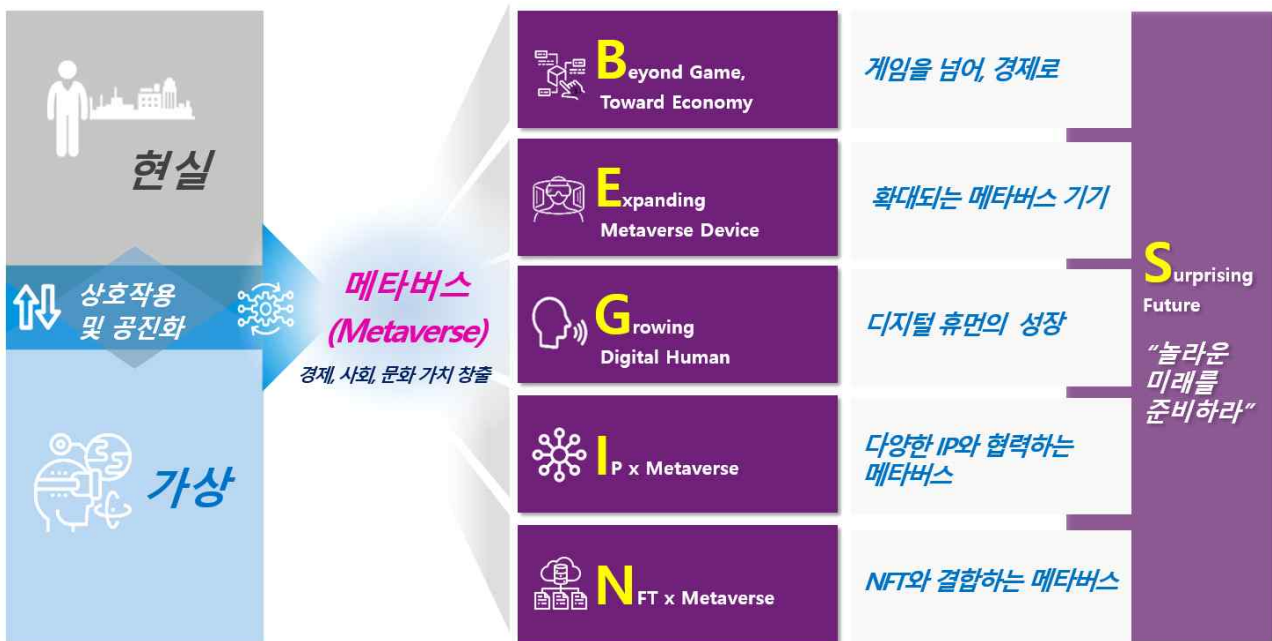 현실
상호작용
및 공진화
가상
메타버스
(Metaverse)
경제, 사회, 문화 가치 창출
Beyond Game,
Toward Economy
게임을 넘어, 경제로
Expanding
Metaverse Device
확대되는 메타버스 기기
Growing
Digital Human
디지털 휴먼의 성장
IP x Metaverse
다양한 IP와 협력하는
메타버스
NFT x Metaverse
NFT와 결합하는 메타버스
Surprising
Future
“놀라운
미래를
준비하라”